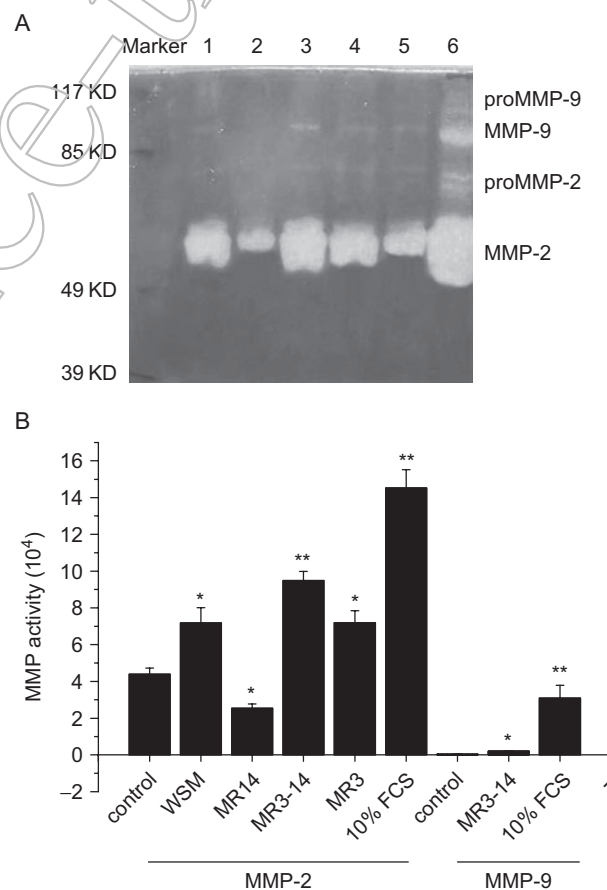 A
Marker 1 2 3 4 5 6
117 KD
proMMP-9
MMP-9
85 KD
proMMP-2
MMP-2
49 KD
39 KD
B
MMP activity (10⁴)
16
14
12
10
8
6
4
2
0
–2
*
*
**
*
**
*
**
control WSM MR14 MR3-14 MR3 10% FCS control MR3-14 10% FCS
MMP-2 MMP-9